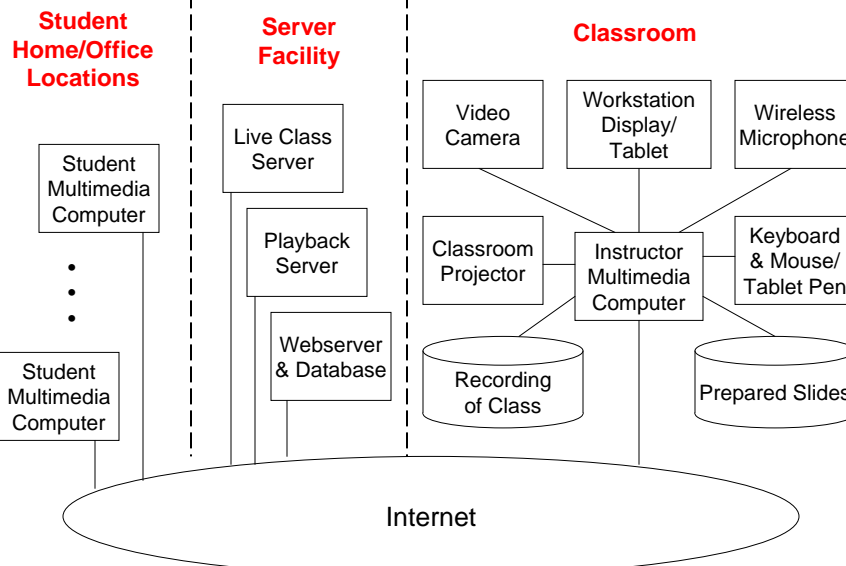 Student
Home/Office
Locations
Server
Facility
Classroom
Student
Multimedia
Computer
Student
Multimedia
Computer
Live Class
Server
Playback
Server
Webserver
& Database
Video
Camera
Workstation
Display/
Tablet
Wireless
Microphone
Classroom
Projector
Instructor
Multimedia
Computer
Keyboard
& Mouse/
Tablet Pen
Recording
of Class
Prepared Slides
Internet